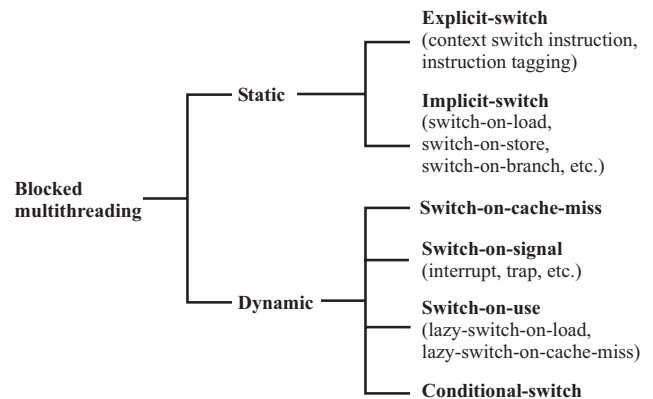 Blocked
multithreading
Static
Explicit-switch
(context switch instruction,
instruction tagging)
Implicit-switch
(switch-on-load,
switch-on-store,
switch-on-branch, etc.)
Dynamic
Switch-on-cache-miss
Switch-on-signal
(interrupt, trap, etc.)
Switch-on-use
(lazy-switch-on-load,
lazy-switch-on-cache-miss)
Conditional-switch